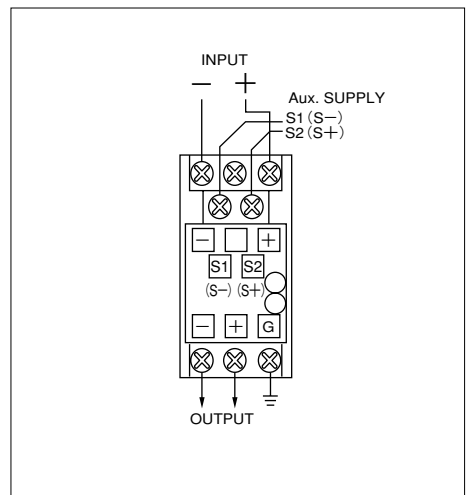 INPUT
− +
Aux. SUPPLY
S1 (S−)
S2 (S+)
− +
S1 S2
(S−) (S+)
− + G
OUTPUT